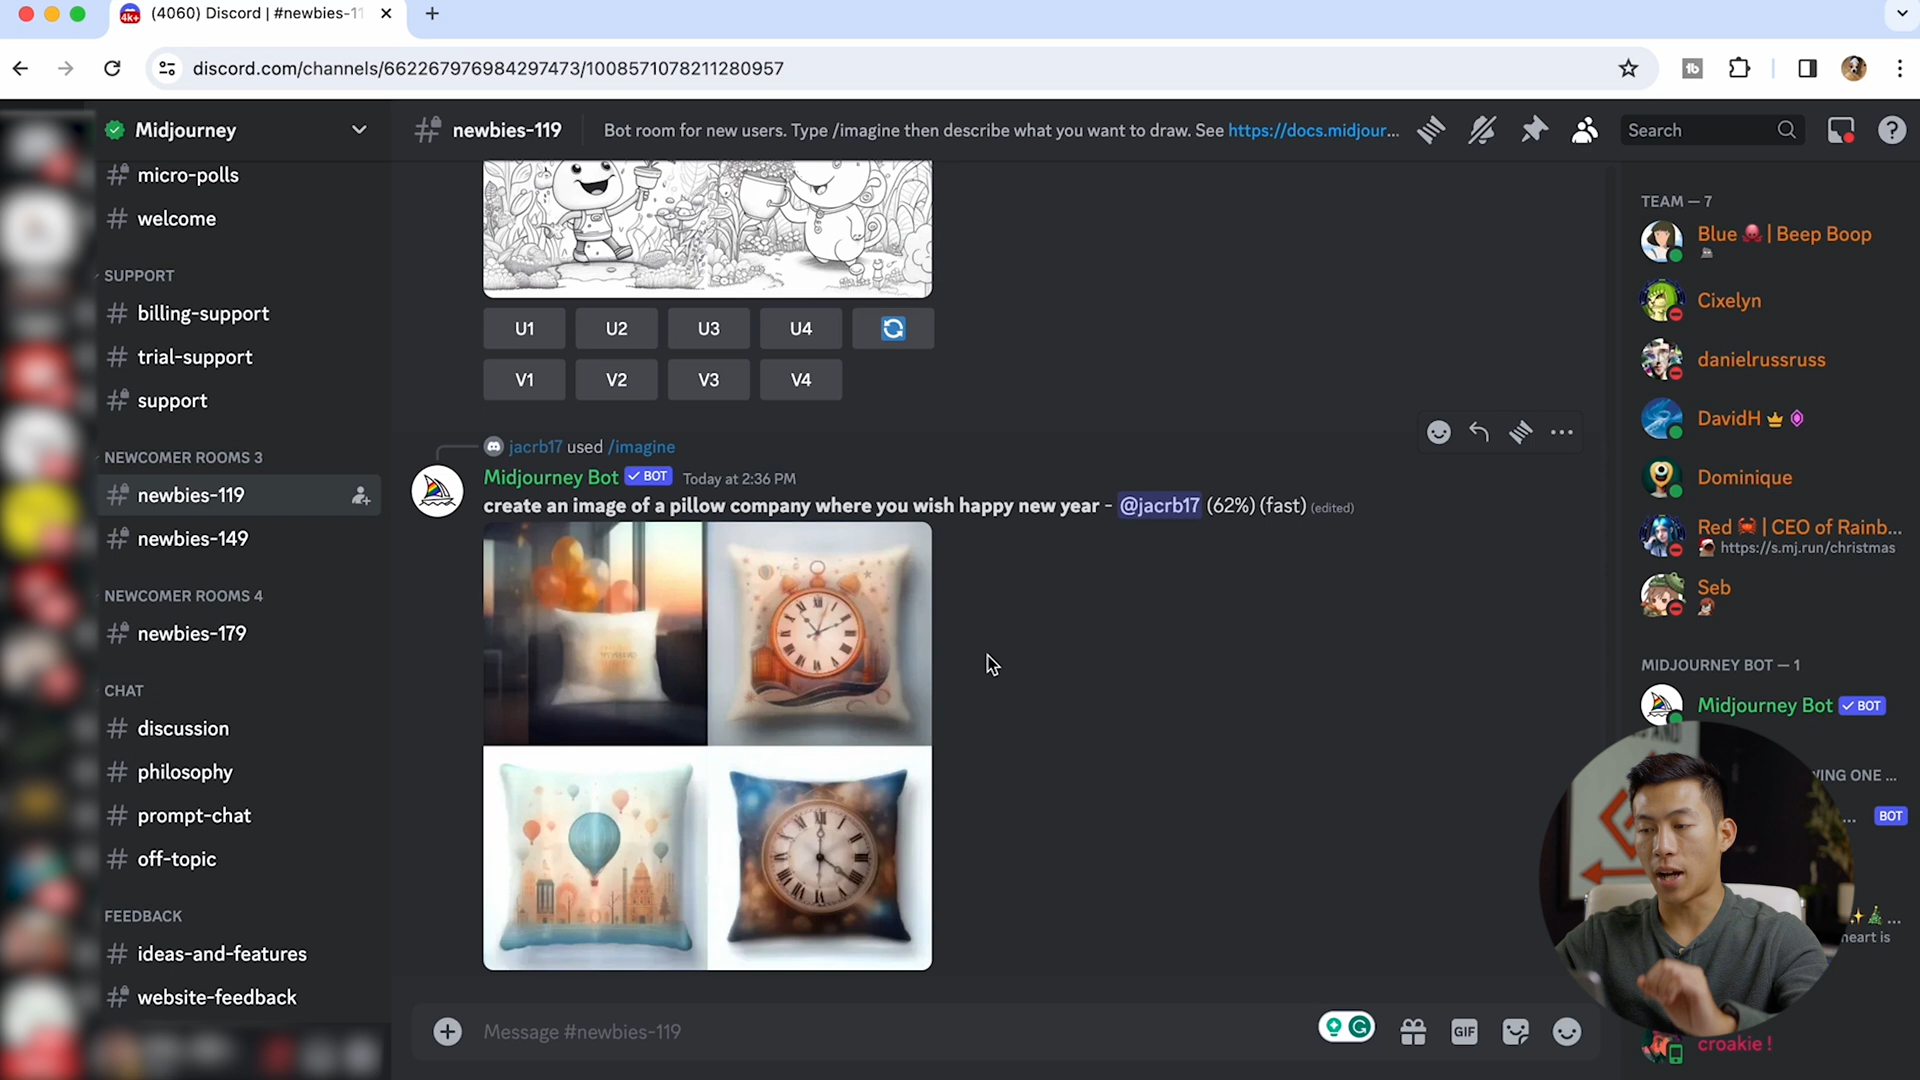 (4060) Discord | #newbies-11
discord.com/channels/662267976984297473/1008571078211280957
Midjourney
newbies-119
Bot room for new users. Type /imagine then describe what you want to draw. See https://docs.midjour...
Search
micro-polls
welcome
SUPPORT
billing-support
trial-support
support
NEWCOMER ROOMS 3
newbies-119
newbies-149
NEWCOMER ROOMS 4
newbies-179
CHAT
discussion
philosophy
prompt-chat
off-topic
FEEDBACK
ideas-and-features
website-feedback
U1 U2 U3 U4
V1 V2 V3 V4
jacrb17 used /imagine
Midjourney Bot BOT Today at 2:36 PM
create an image of a pillow company where you wish happy new year - @jacrb17 (62%) (fast) (edited)
Message #newbies-119
GIF
TEAM — 7
Blue | Beep Boop
Cixelyn
danielrussruss
DavidH
Dominique
Red | CEO of Rainb...
https://s.mj.run/christmas
Seb
MIDJOURNEY BOT — 1
Midjourney Bot BOT
ING ONE ...
... BOT
...
heart is
croakie !